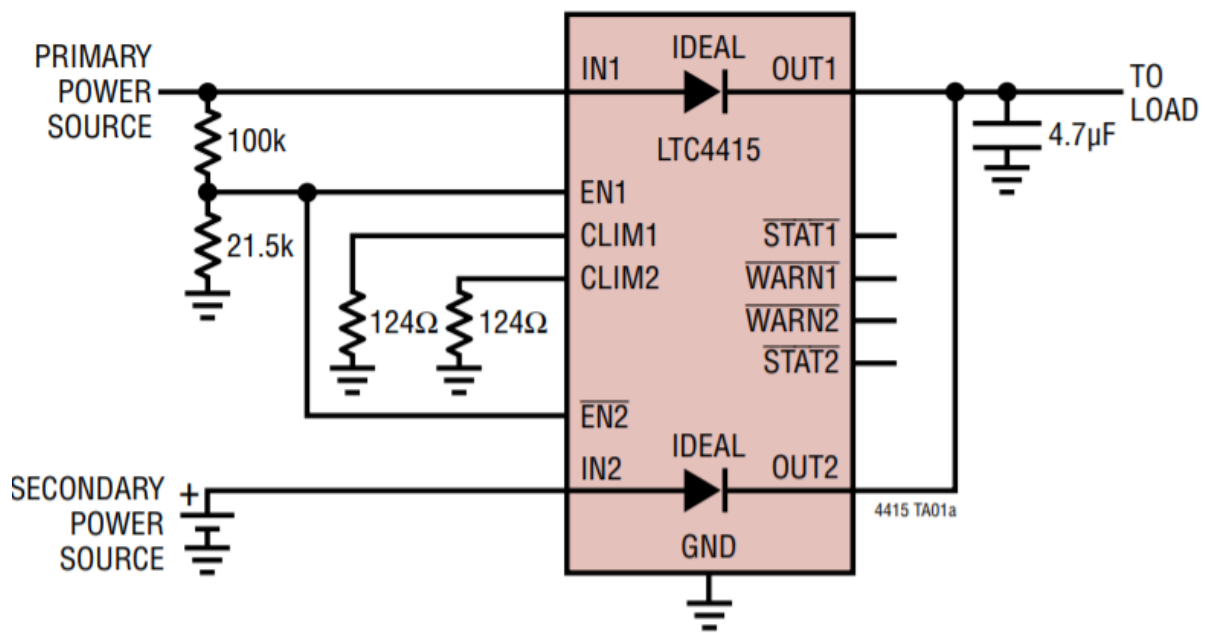 PRIMARY
POWER
SOURCE
100k
21.5k
IN1
IDEAL
OUT1
LTC4415
TO
LOAD
4.7µF
EN1
CLIM1
CLIM2
124Ω
124Ω
STAT1
WARN1
WARN2
STAT2
EN2
IDEAL
IN2
OUT2
GND
SECONDARY
POWER
SOURCE
+
4415 TA01a